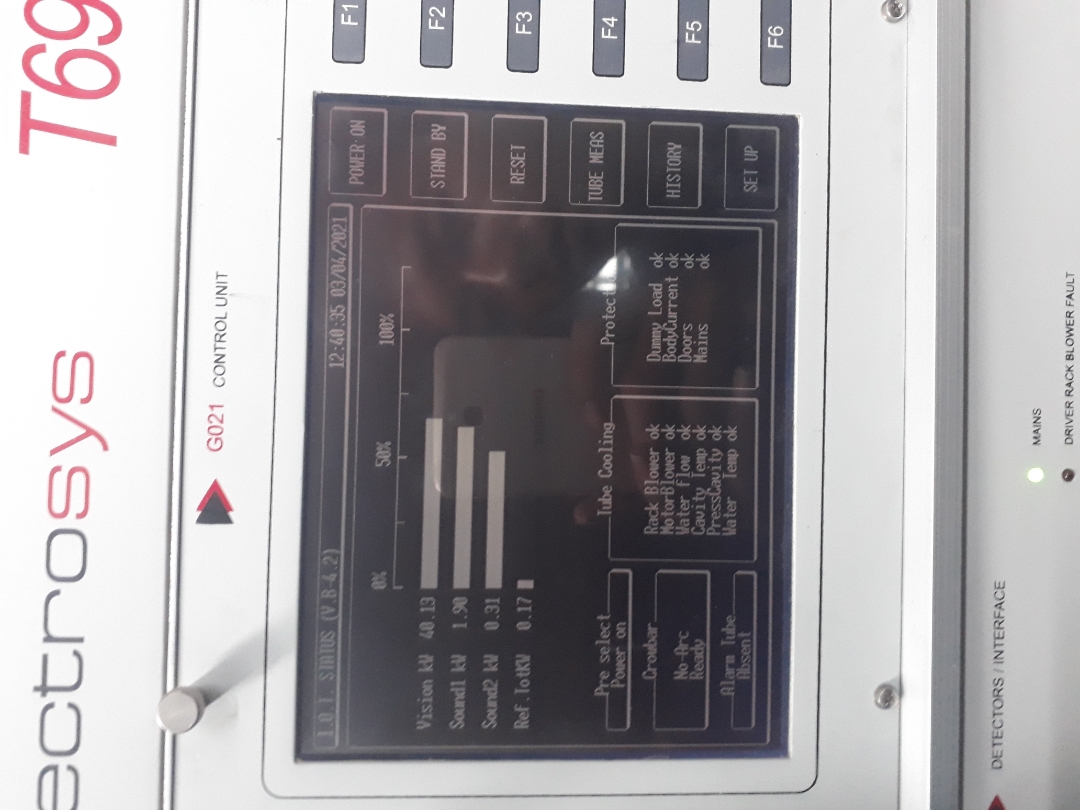 ectrosys T69
G021 CONTROL UNIT
I.O.T. STATUS (V.B-4.2) 12:40:35 03/04/2021
0% 50% 100%
Vision kW 40.13
Sound1 kW 1.90
Sound2 kW 0.31
Ref.TotKW 0.17
Pre select
Power on
Crowbar
No-Arc
Ready
Alarm Tube
Absent
Tube Cooling
Rack Blower ok
MotorBlower ok
Water flow ok
Cavity Temp ok
PressCavity ok
Water Temp ok
Dummy Load ok
BodyCurrent ok
Doors ok
Mains ok
POWER-ON
STAND BY
RESET
TUBE MEAS
HISTORY
SET UP
F1
F2
F3
F4
F5
F6
DETECTORS / INTERFACE
MAINS
DRIVER RACK BLOWER FAULT